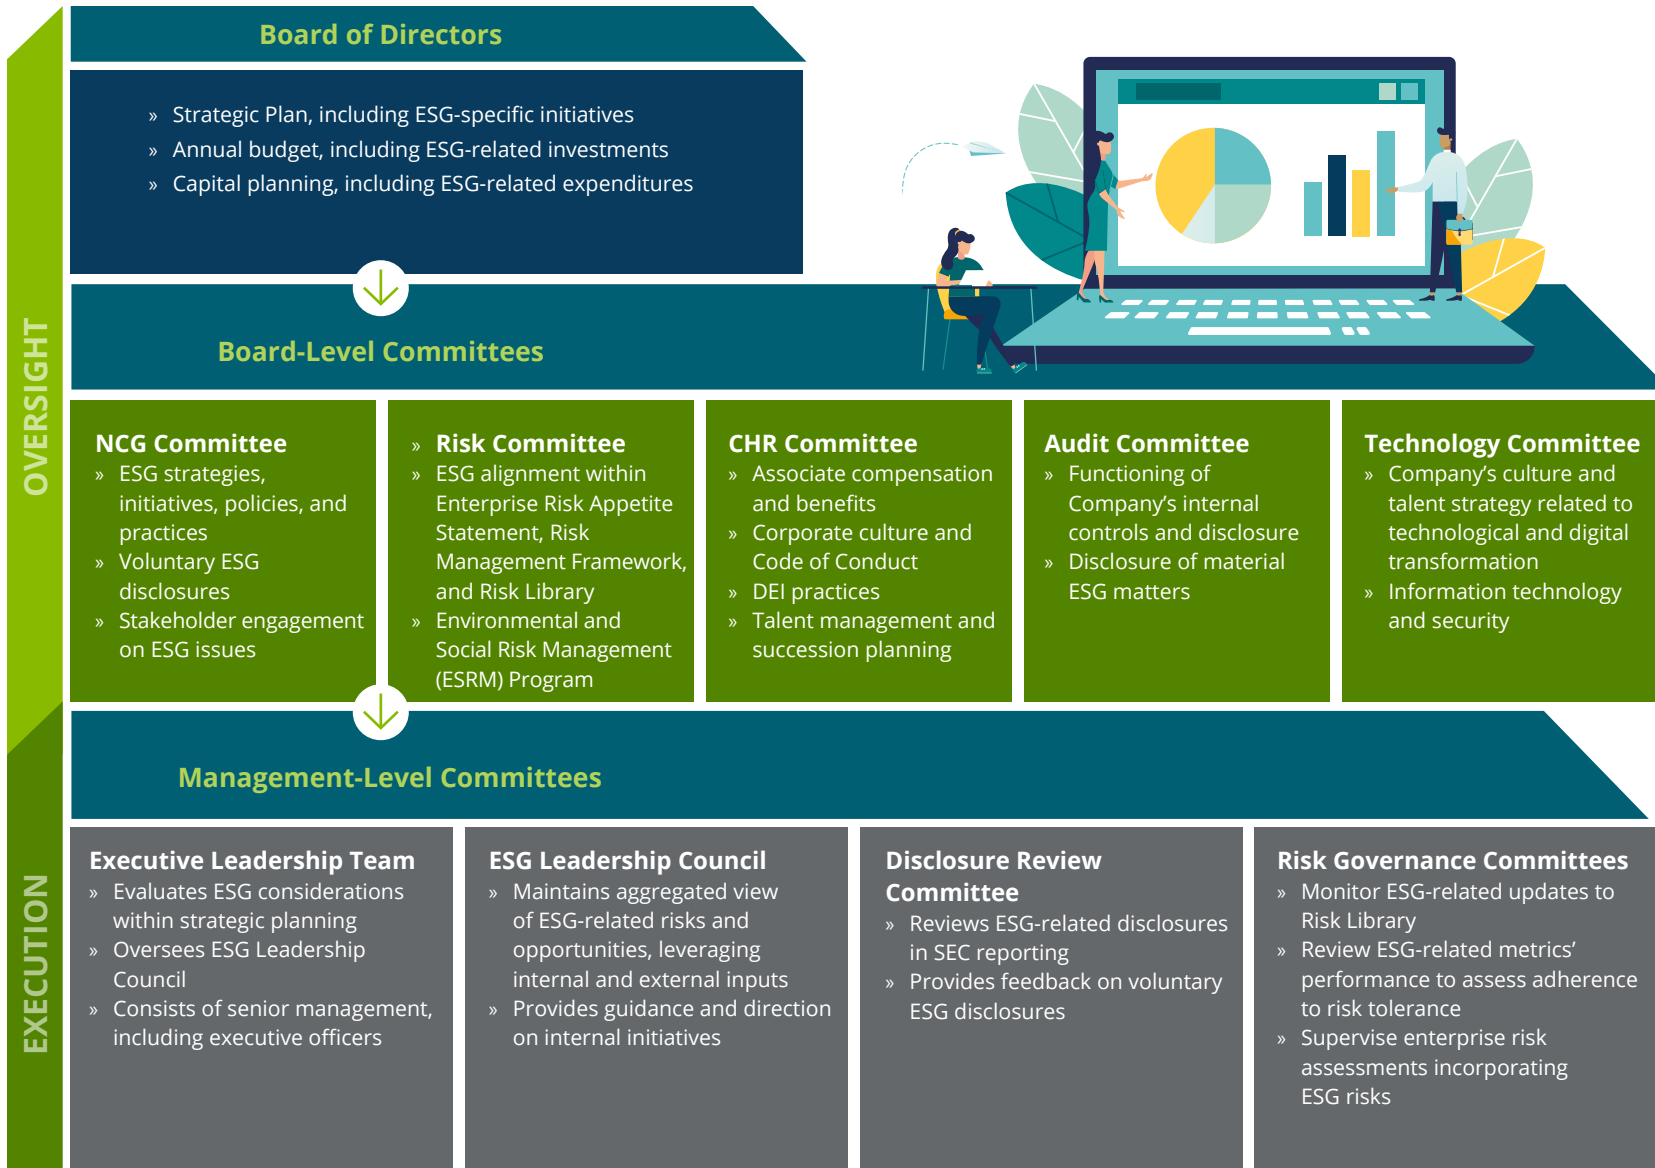 Board of Directors
» Strategic Plan, including ESG-specific initiatives
» Annual budget, including ESG-related investments
» Capital planning, including ESG-related expenditures
OVERSIGHT
Board-Level Committees
NCG Committee
» ESG strategies,
initiatives, policies, and
practices
» Voluntary ESG
disclosures
» Stakeholder engagement
on ESG issues
» Risk Committee
» ESG alignment within
Enterprise Risk Appetite
Statement, Risk
Management Framework,
and Risk Library
» Environmental and
Social Risk Management
(ESRM) Program
CHR Committee
» Associate compensation
and benefits
» Corporate culture and
Code of Conduct
» DEI practices
» Talent management and
succession planning
Audit Committee
» Functioning of
Company’s internal
controls and disclosure
» Disclosure of material
ESG matters
Technology Committee
» Company’s culture and
talent strategy related to
technological and digital
transformation
» Information technology
and security
Management-Level Committees
EXECUTION
Executive Leadership Team
» Evaluates ESG considerations
within strategic planning
» Oversees ESG Leadership
Council
» Consists of senior management,
including executive officers
ESG Leadership Council
» Maintains aggregated view
of ESG-related risks and
opportunities, leveraging
internal and external inputs
» Provides guidance and direction
on internal initiatives
Disclosure Review
Committee
» Reviews ESG-related disclosures
in SEC reporting
» Provides feedback on voluntary
ESG disclosures
Risk Governance Committees
» Monitor ESG-related updates to
Risk Library
» Review ESG-related metrics’
performance to assess adherence
to risk tolerance
» Supervise enterprise risk
assessments incorporating
ESG risks